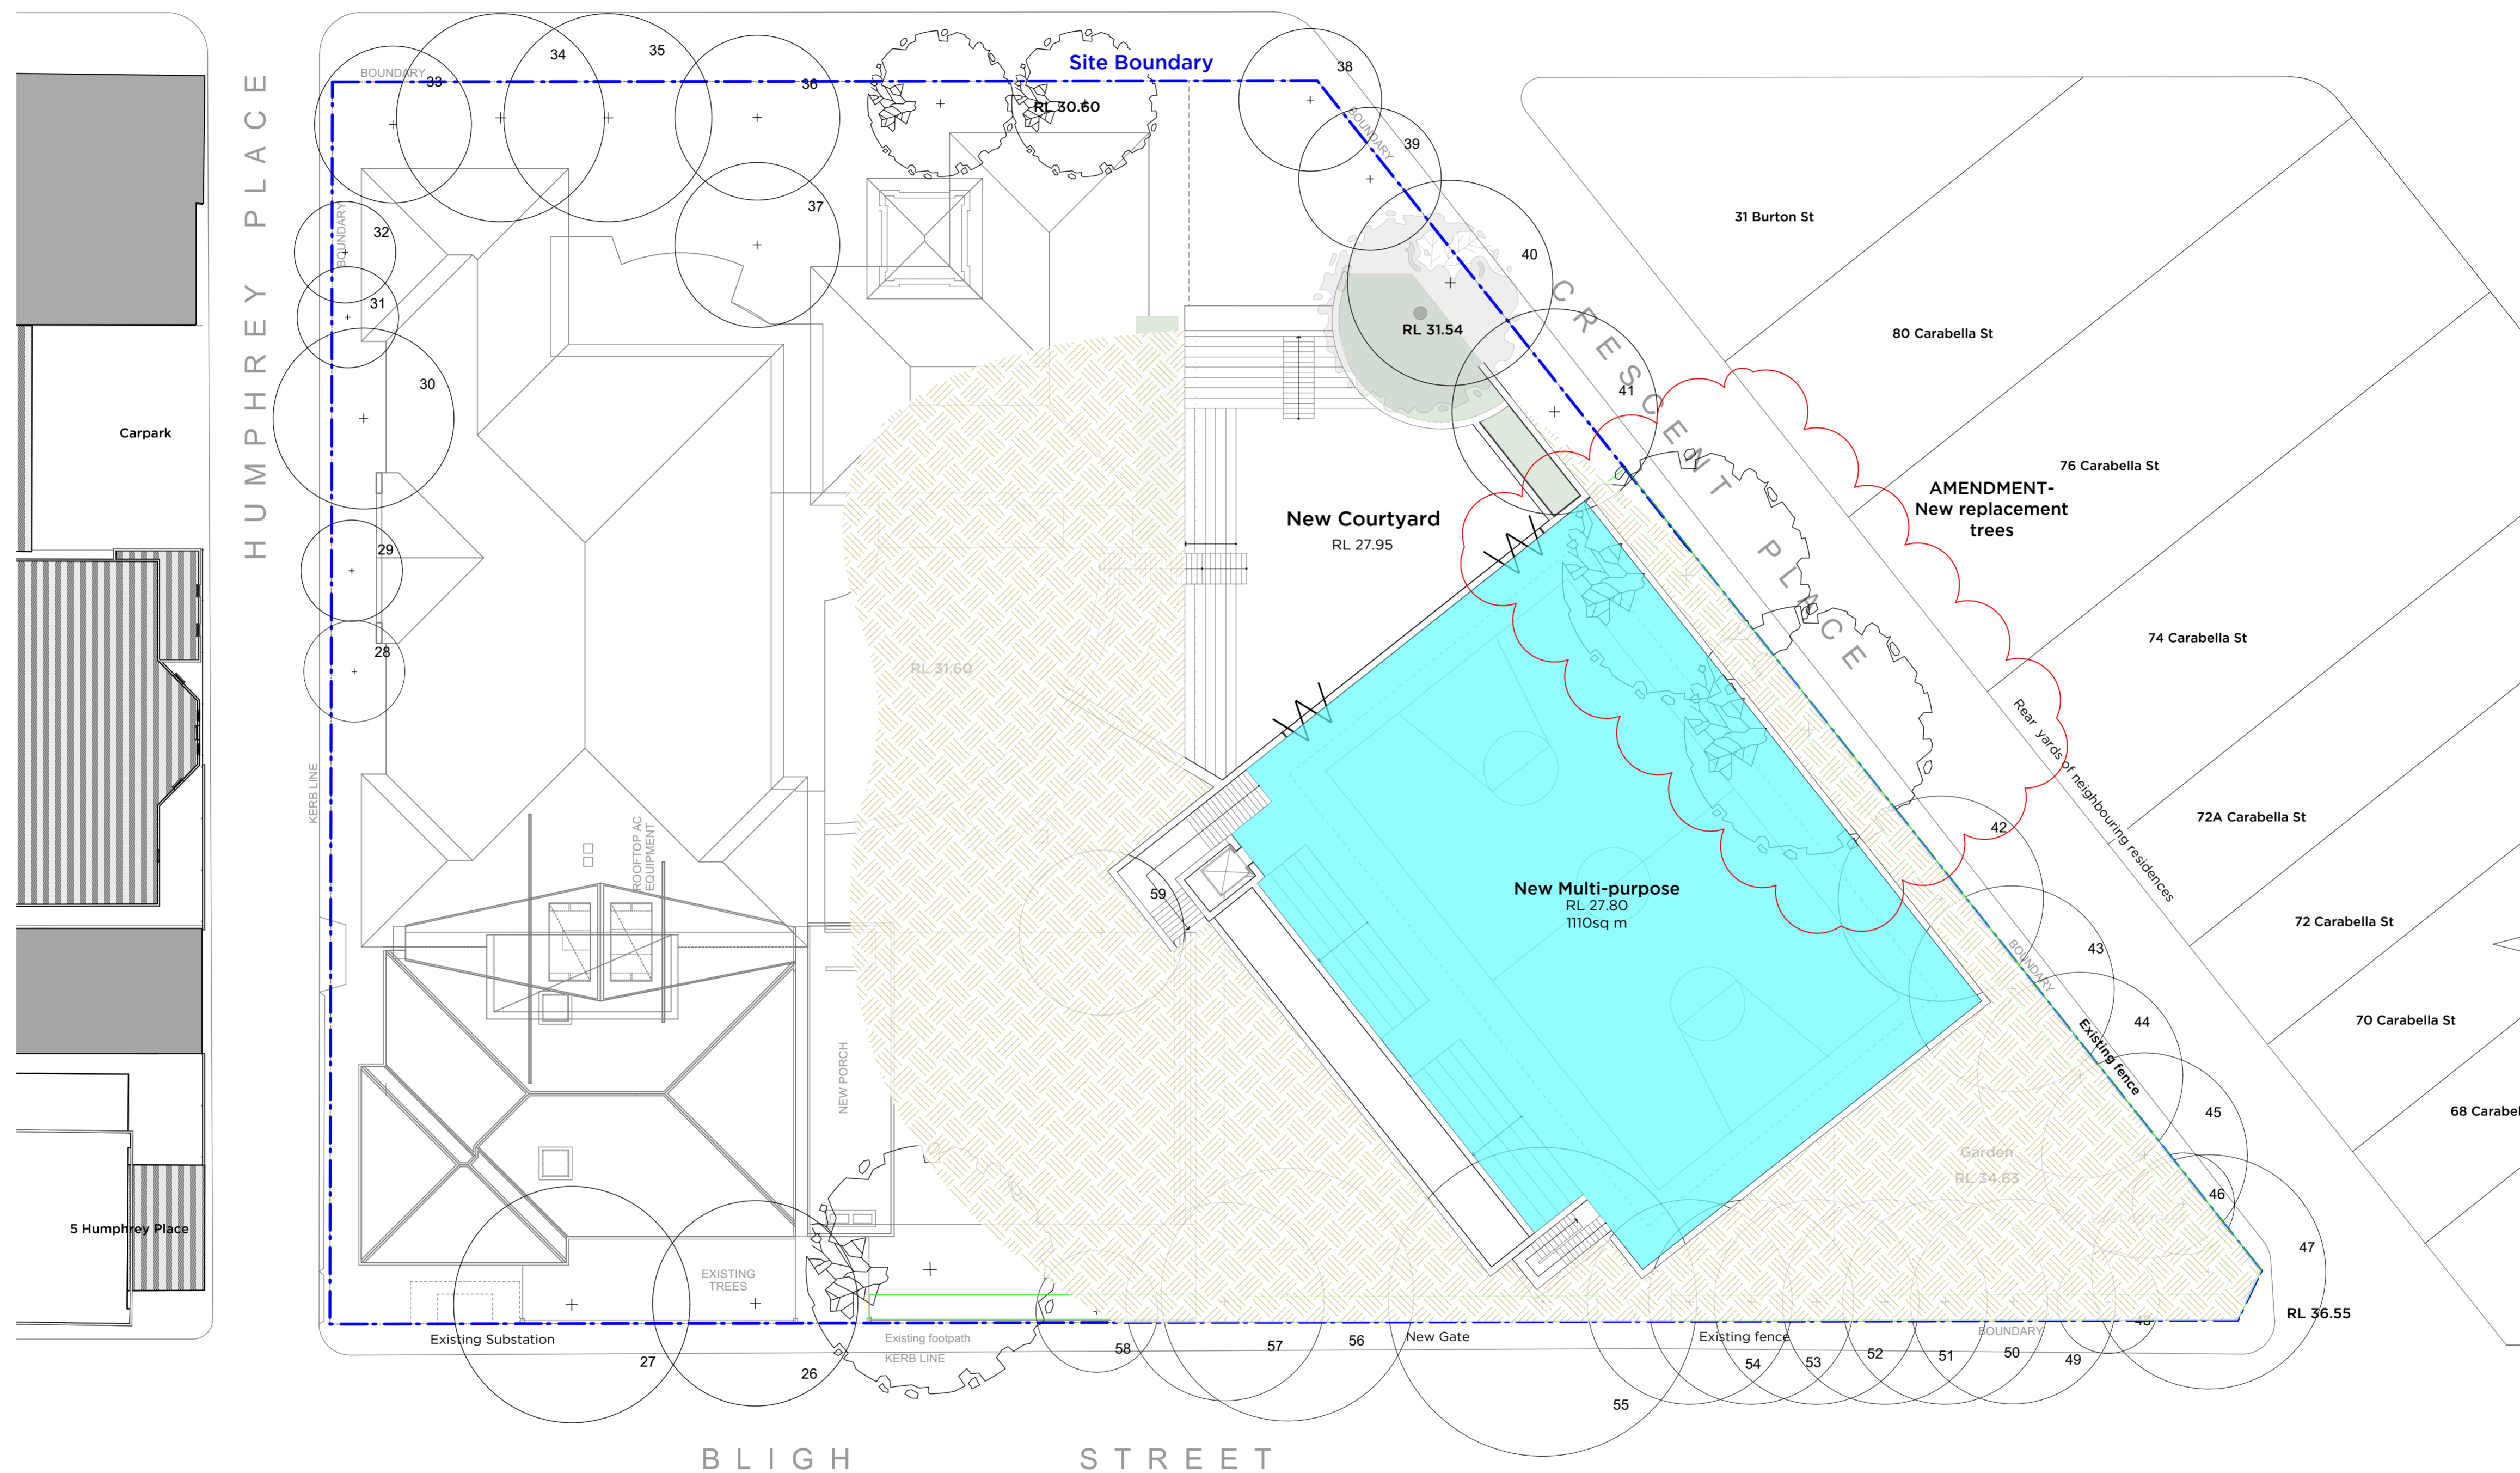 34
35
Site Boundary
38
BOUNDARY
33
36
RL 30.60
BOUNDARY
39
HUMPHREY PLACE
37
31 Burton St
32
BOUNDARY
40
31
RL 31.54
80 Carabella St
30
41
CRESCENT PLACE
Carpark
76 Carabella St
AMENDMENT-
New replacement
trees
New Courtyard
RL 27.95
29
74 Carabella St
28
RL 31.60
Rear yards of neighbouring residences
KERB LINE
ROOFTOP AC
EQUIPMENT
72A Carabella St
42
59
New Multi-purpose
RL 27.80
1110sq m
72 Carabella St
43
BOUNDARY
44
70 Carabella St
Existing fence
NEW PORCH
45
68 Carabel
Garden
RL 34.63
46
5 Humphrey Place
47
EXISTING
TREES
RL 36.55
48
Existing Substation
Existing footpath
New Gate
Existing fence
BOUNDARY
KERB LINE
58
57
56
27
26
55
54
53
52
51
50
49
BLIGH STREET